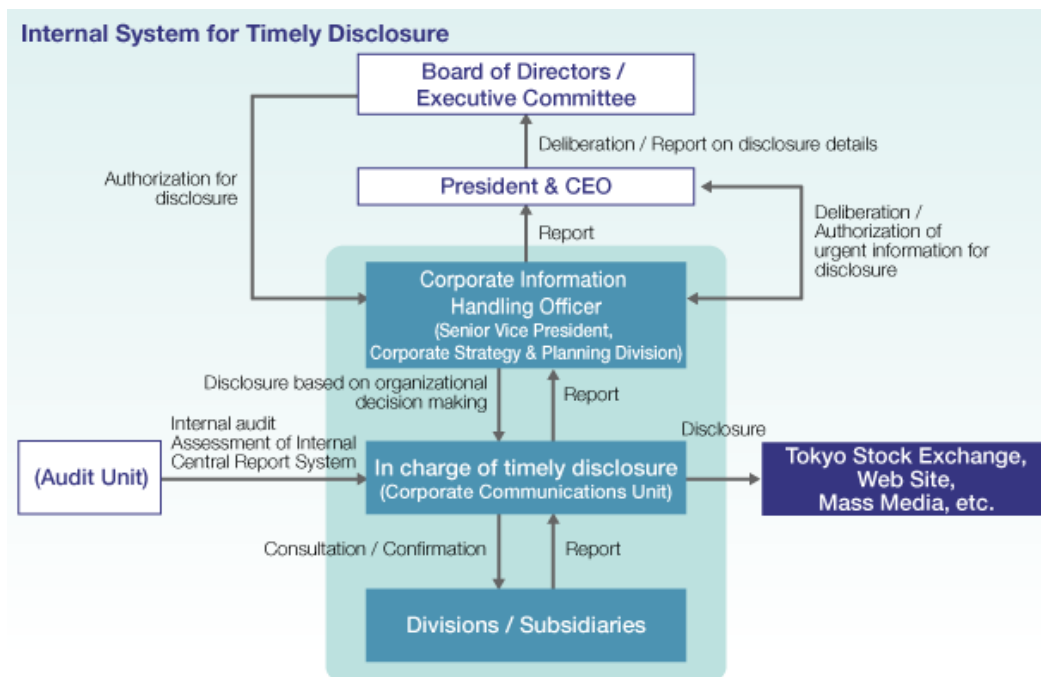 Internal System for Timely Disclosure
Board of Directors /
Executive Committee
Deliberation / Report on disclosure details
Authorization for
disclosure
President & CEO
Deliberation /
Authorization of
urgent information for
disclosure
Report
Corporate Information
Handling Officer
(Senior Vice President,
Corporate Strategy & Planning Division)
Disclosure based on organizational
decision making
Report
Internal audit
Assessment of Internal
Central Report System
Disclosure
(Audit Unit)
In charge of timely disclosure
(Corporate Communications Unit)
Tokyo Stock Exchange,
Web Site,
Mass Media, etc.
Consultation / Confirmation
Report
Divisions / Subsidiaries